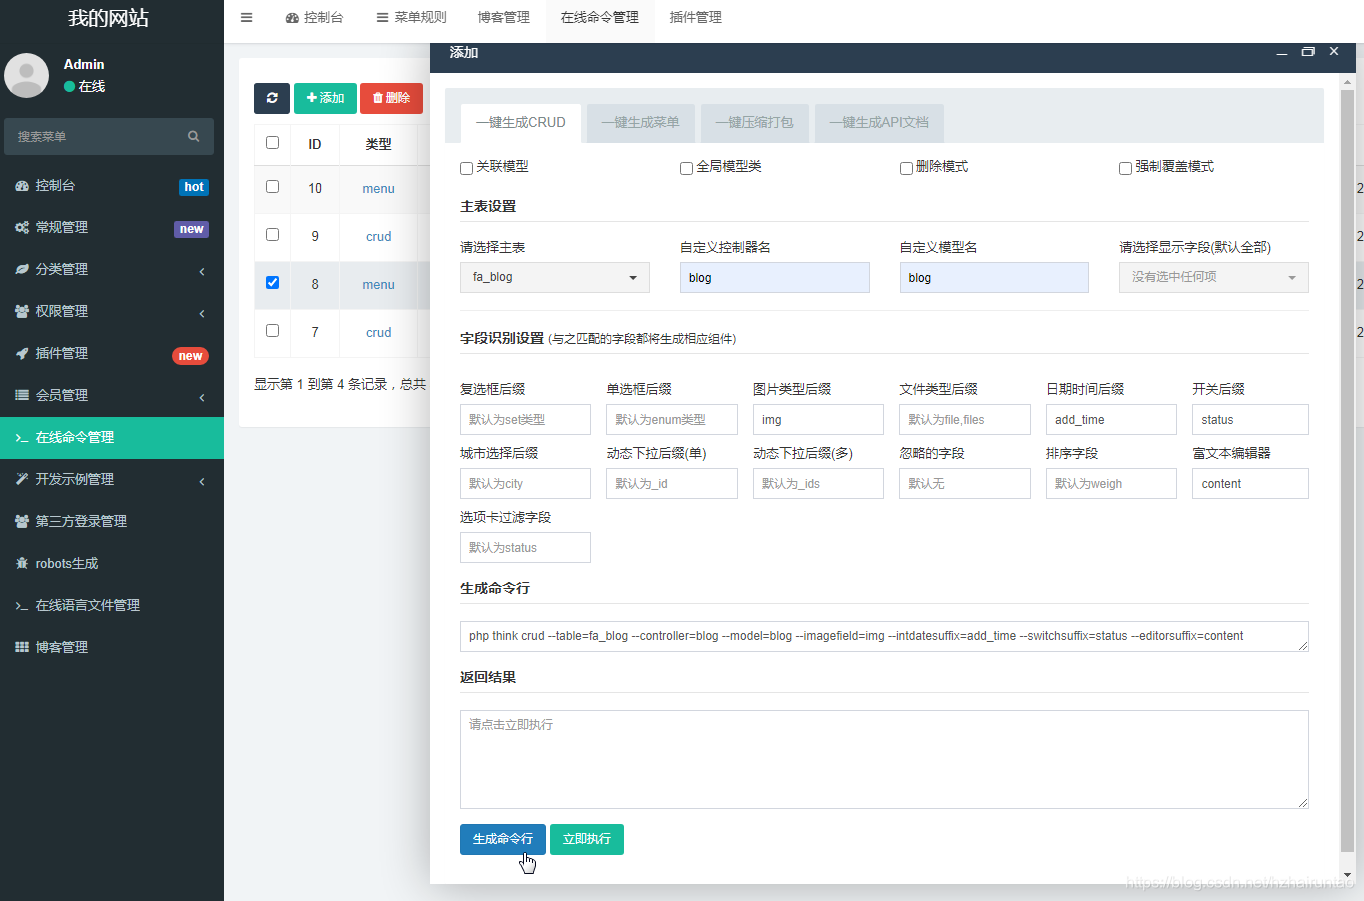 我的网站
控制台
菜单规则
博客管理
在线命令管理
插件管理
Admin
在线
搜索菜单
控制台
hot
常规管理
new
分类管理
权限管理
插件管理
new
会员管理
在线命令管理
开发示例管理
第三方登录管理
robots生成
在线语言文件管理
博客管理
添加
删除
ID
类型
10
menu
9
crud
8
menu
7
crud
显示第 1 到第 4 条记录，总共
添加
一键生成CRUD
一键生成菜单
一键压缩打包
一键生成API文档
关联模型
全局模型类
删除模式
强制覆盖模式
主表设置
请选择主表
自定义控制器名
自定义模型名
请选择显示字段(默认全部)
fa_blog
blog
blog
没有选中任何项
字段识别设置 (与之匹配的字段都将生成相应组件)
复选框后缀
单选框后缀
图片类型后缀
文件类型后缀
日期时间后缀
开关后缀
默认为set类型
默认为enum类型
img
默认为file,files
add_time
status
城市选择后缀
动态下拉后缀(单)
动态下拉后缀(多)
忽略的字段
排序字段
富文本编辑器
默认为city
默认为_id
默认为_ids
默认无
默认为weigh
content
选项卡过滤字段
默认为status
生成命令行
php think crud --table=fa_blog --controller=blog --model=blog --imagefield=img --intdatesuffix=add_time --switchsuffix=status --editorsuffix=content
返回结果
请点击立即执行
生成命令行
立即执行
2
2
2
2
https://blog.csdn.net/hzhairuntao